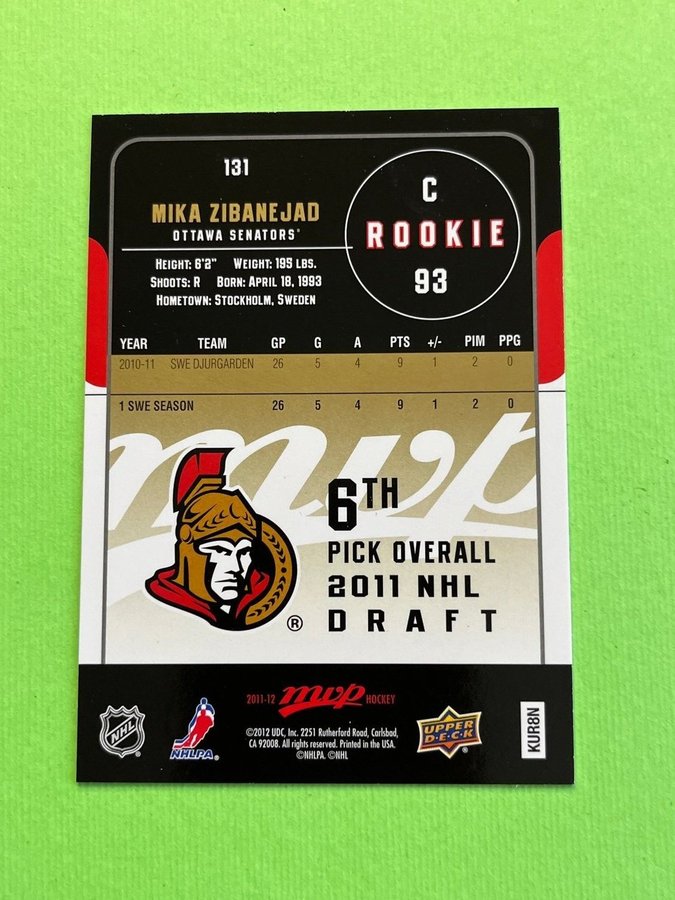 131
MIKA ZIBANEJAD
OTTAWA SENATORS®
HEIGHT: 6'2" WEIGHT: 195 LBS.
SHOOTS: R BORN: APRIL 18, 1993
HOMETOWN: STOCKHOLM, SWEDEN
C
ROOKIE
93
YEAR TEAM GP G A PTS +/- PIM PPG
2010-11 SWE DJURGARDEN 26 5 4 9 1 2 0
1 SWE SEASON 26 5 4 9 1 2 0
mvp
6TH
PICK OVERALL
2011 NHL
DRAFT
®
2011-12 mvp HOCKEY
©2012 UDC, Inc. 2251 Rutherford Road, Carlsbad,
CA 92008. All rights reserved. Printed in the USA.
©NHLPA. ©NHL
NHL
NHLPA
UPPER
DECK
KUR8N